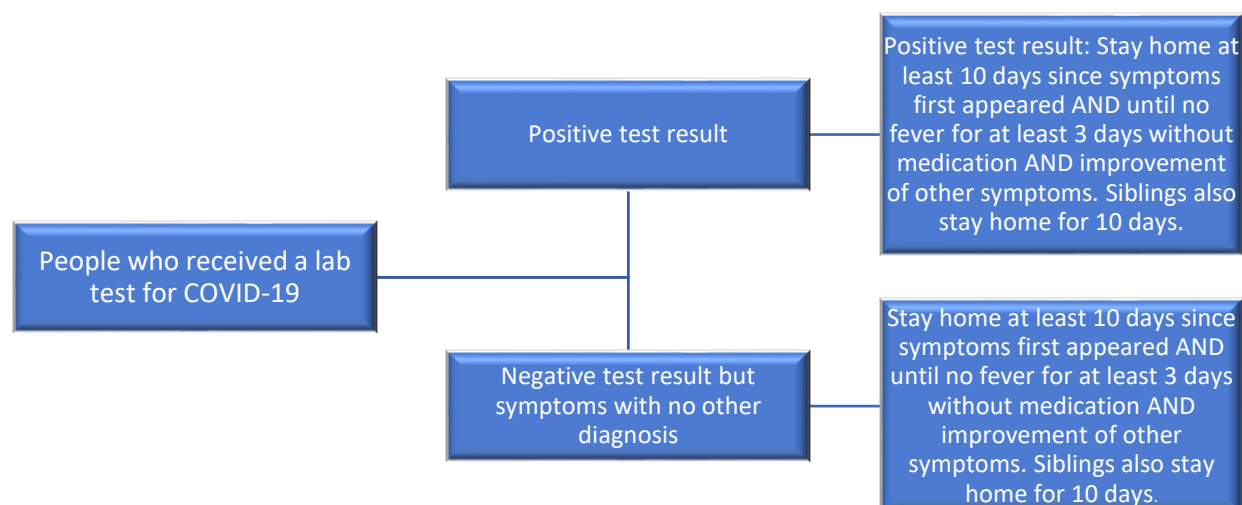 People who received a lab
test for COVID-19
Positive test result
Positive test result: Stay home at
least 10 days since symptoms
first appeared AND until no
fever for at least 3 days without
medication AND improvement
of other symptoms. Siblings also
stay home for 10 days.
Negative test result but
symptoms with no other
diagnosis
Stay home at least 10 days since
symptoms first appeared AND
until no fever for at least 3 days
without medication AND
improvement of other
symptoms. Siblings also stay
home for 10 days.